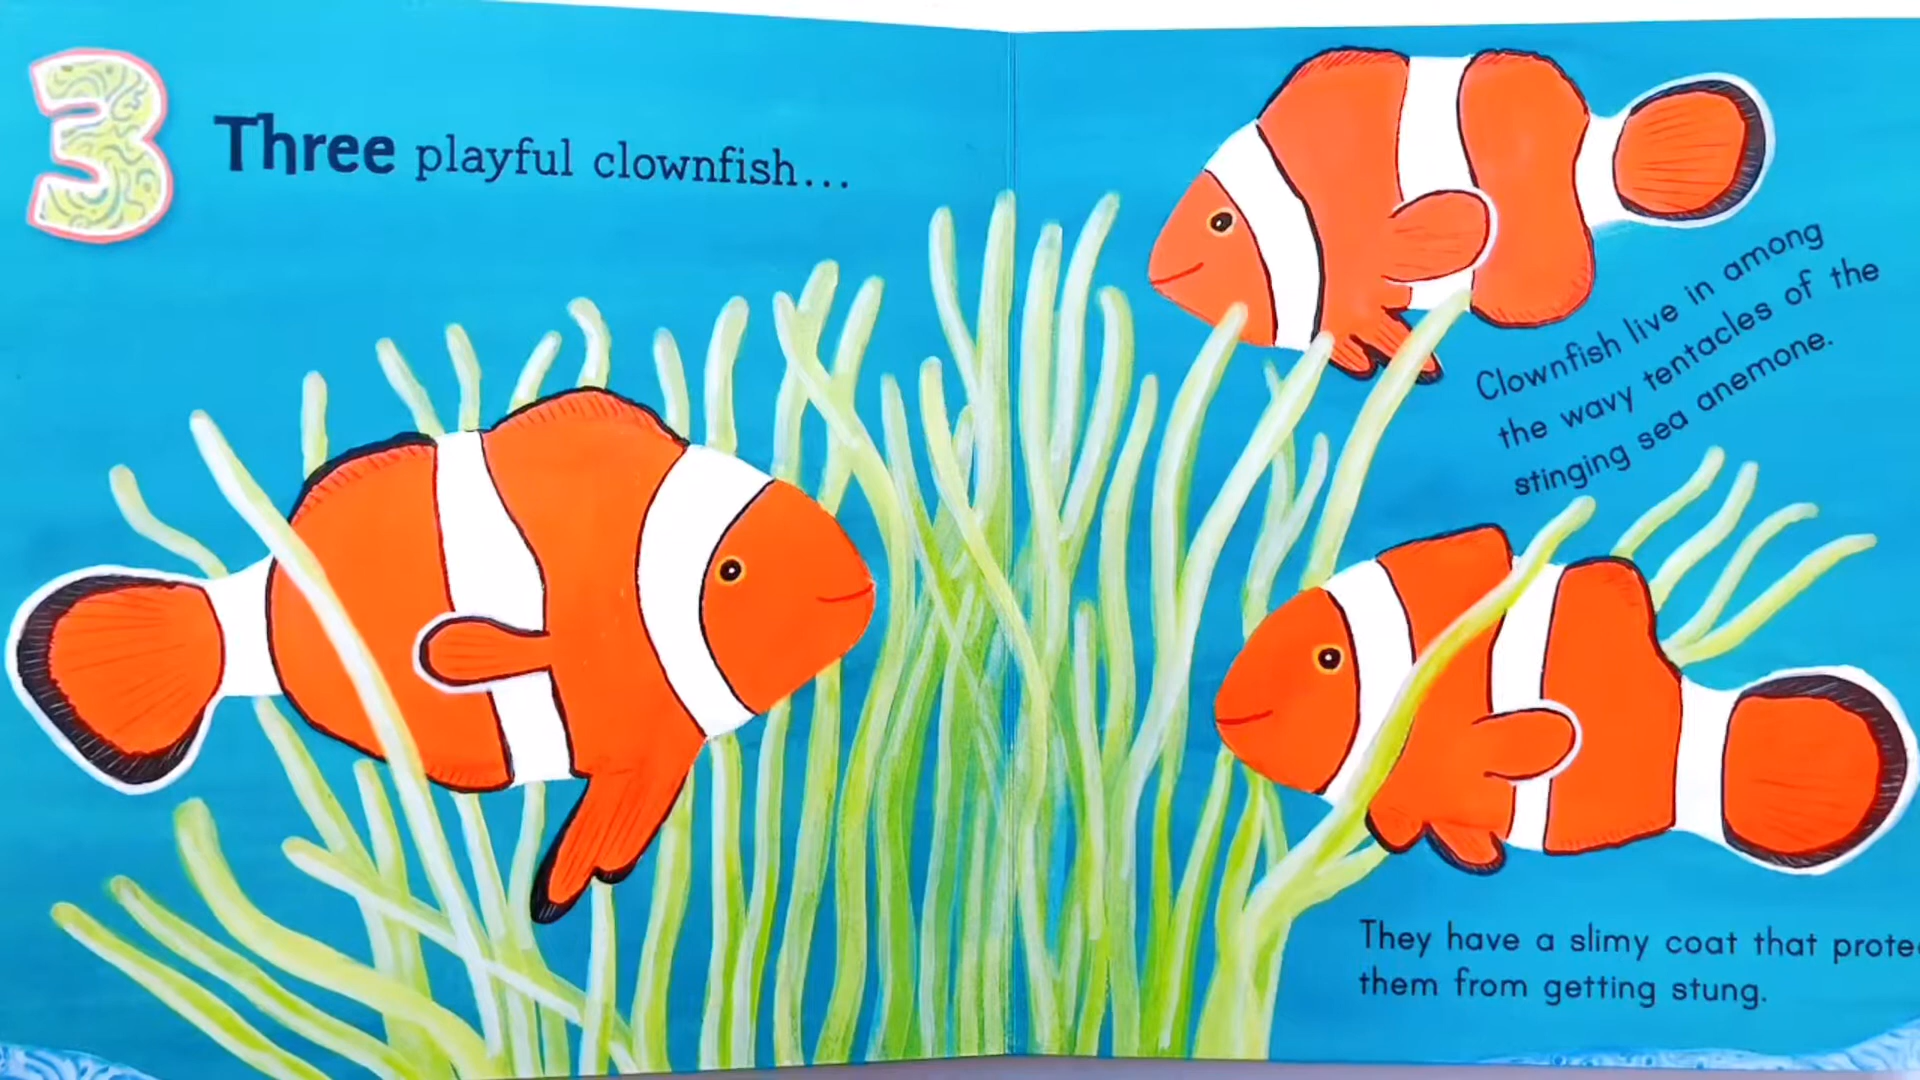 3
Three playful clownfish...
Clownfish live in among
the wavy tentacles of the
stinging sea anemone.
They have a slimy coat that
them from getting stung.